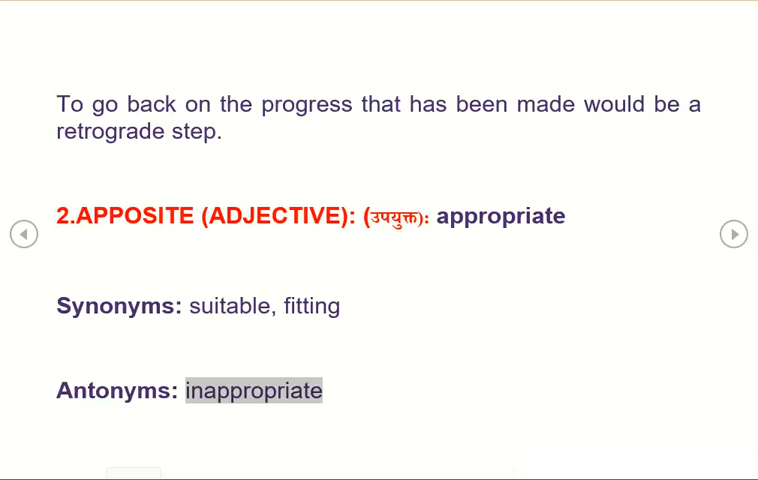 To go back on the progress that has been made would be a
retrograde step.
2.APPOSITE (ADJECTIVE): (उपयुक्त): appropriate
Synonyms: suitable, fitting
Antonyms: inappropriate